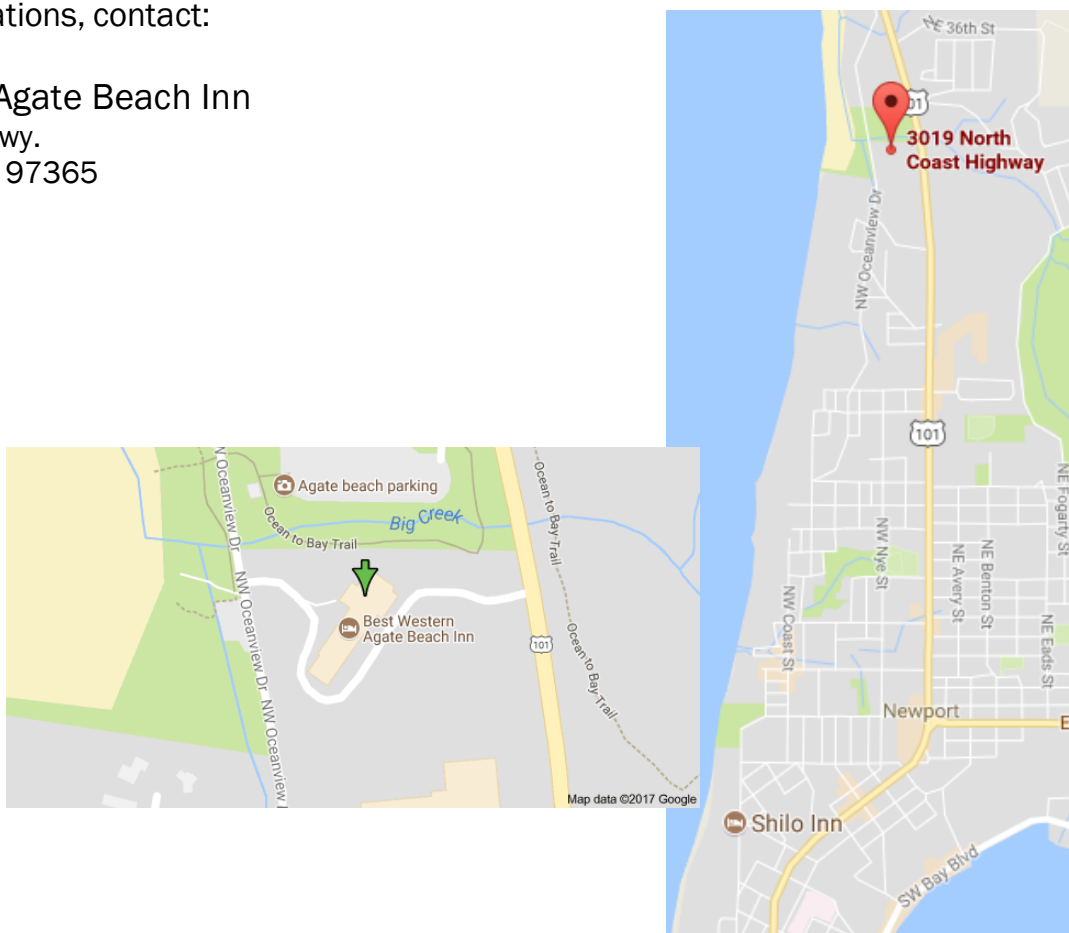 ations, contact:
Agate Beach Inn
wy.
97365
NE 36th St
101
3019 North
Coast Highway
NW Oceanview Dr
101
NE Fogarty St
NW Nye St
NE Avery St
NE Benton St
NW Coast St
NE Eads St
Newport
E
Shilo Inn
SW Bay Blvd
Agate beach parking
Big Creek
Ocean to Bay Trail
W Oceanview Dr
NW Oceanview Dr
NW Oceanview
Best Western
Agate Beach Inn
101
Ocean to Bay Trail
Ocean to Bay Trail
Map data ©2017 Google